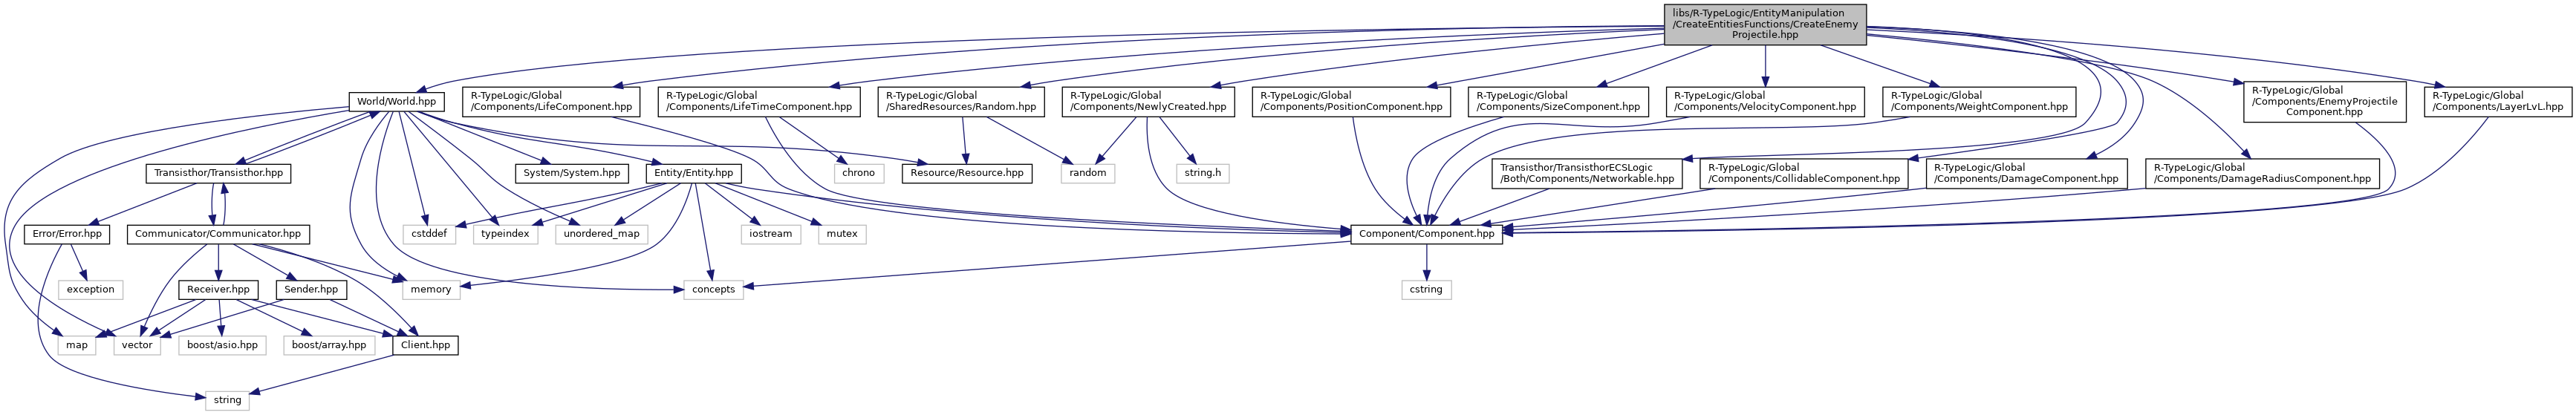 libs/R-TypeLogic/EntityManipulation
/CreateEntitiesFunctions/CreateEnemy
Projectile.hpp
World/World.hpp
R-TypeLogic/Global
/Components/LifeComponent.hpp
R-TypeLogic/Global
/Components/LifeTimeComponent.hpp
R-TypeLogic/Global
/SharedResources/Random.hpp
R-TypeLogic/Global
/Components/NewlyCreated.hpp
R-TypeLogic/Global
/Components/PositionComponent.hpp
R-TypeLogic/Global
/Components/SizeComponent.hpp
R-TypeLogic/Global
/Components/VelocityComponent.hpp
R-TypeLogic/Global
/Components/WeightComponent.hpp
R-TypeLogic/Global
/Components/EnemyProjectile
Component.hpp
R-TypeLogic/Global
/Components/LayerLvL.hpp
Transisthor/Transisthor.hpp
System/System.hpp
Entity/Entity.hpp
chrono
Resource/Resource.hpp
random
string.h
Transisthor/TransisthorECSLogic
/Both/Components/Networkable.hpp
R-TypeLogic/Global
/Components/CollidableComponent.hpp
R-TypeLogic/Global
/Components/DamageComponent.hpp
R-TypeLogic/Global
/Components/DamageRadiusComponent.hpp
Error/Error.hpp
Communicator/Communicator.hpp
cstddef
typeindex
unordered_map
iostream
mutex
Component/Component.hpp
exception
Receiver.hpp
Sender.hpp
memory
concepts
cstring
map
vector
boost/asio.hpp
boost/array.hpp
Client.hpp
string